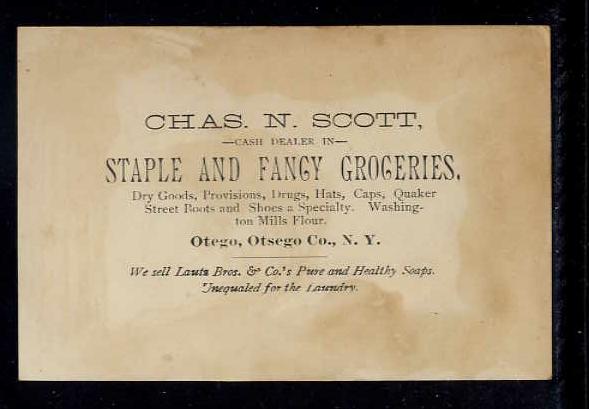 CHAS. N. SCOTT,
—CASH DEALER IN—
STAPLE AND FANCY GROCERIES,
Dry Goods, Provisions, Drugs, Hats, Caps, Quaker
Street Boots and Shoes a Specialty. Washing-
ton Mills Flour.
Otego, Otsego Co., N. Y.
We sell Lautz Bros. & Co.'s Pure and Healthy Soaps.
Unequaled for the Laundry.